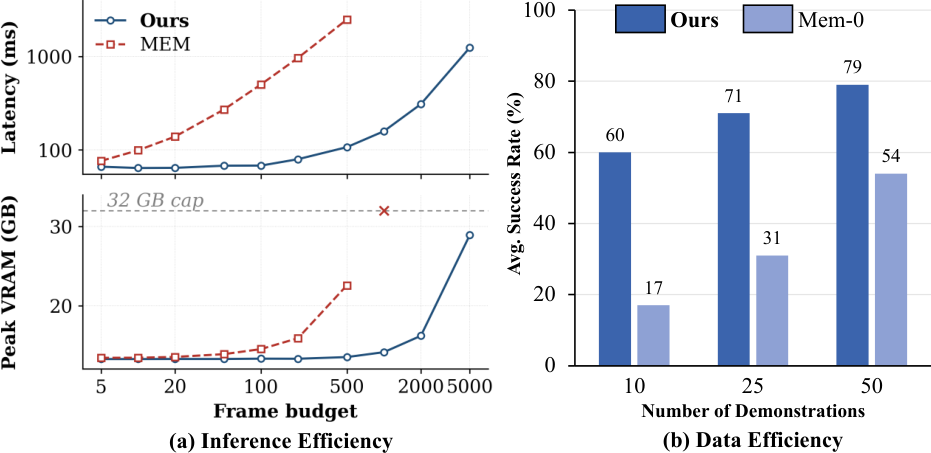 Ours
MEM
Latency (ms)
1000
100
32 GB cap
Peak VRAM (GB)
30
20
5 20 100 500 2000 5000
Frame budget
(a) Inference Efficiency
Ours Mem-0
Avg. Success Rate (%)
100
80
60
40
20
0
60 17 71 31 79 54
10 25 50
Number of Demonstrations
(b) Data Efficiency